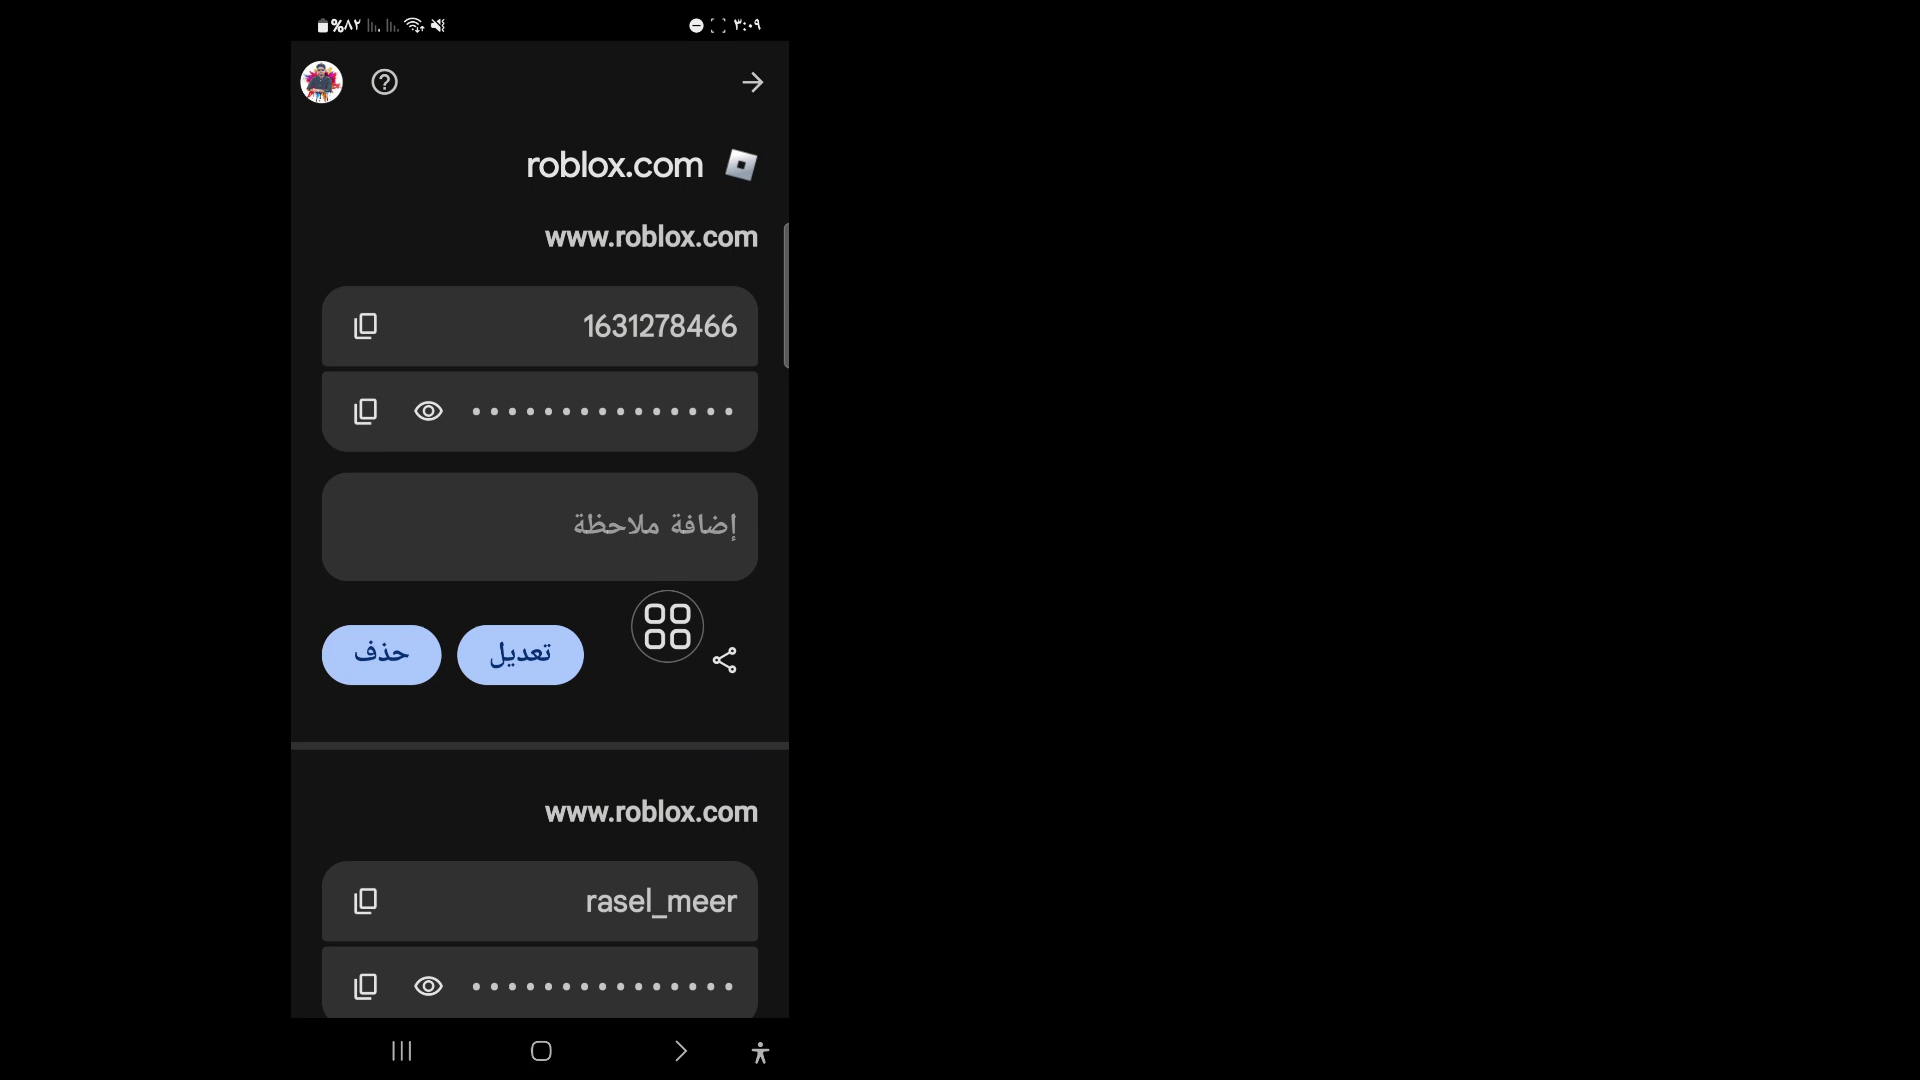 %٨٢
٣:٠٩
roblox.com
www.roblox.com
1631278466
إضافة ملاحظة
تعديل
حذف
www.roblox.com
rasel_meer